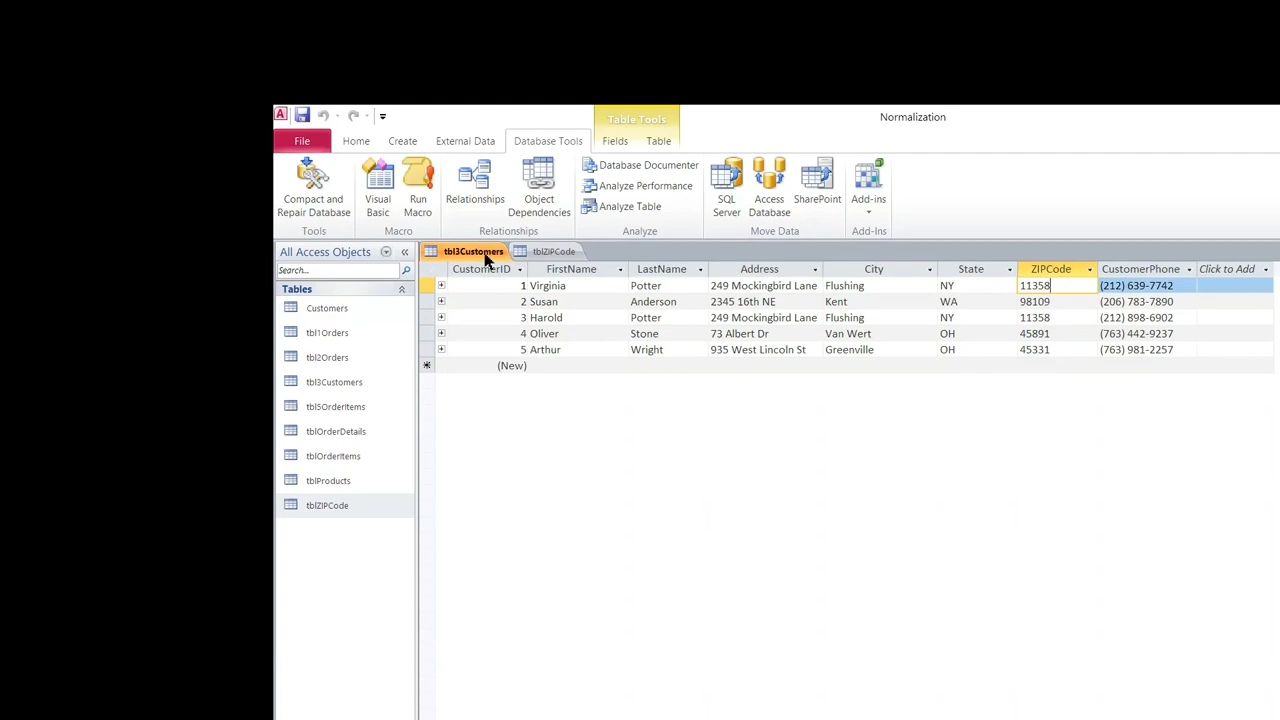 Normalization
Table Tools
File Home Create External Data Database Tools Fields Table
Compact and Repair Database
Visual Basic
Run Macro
Relationships
Object Dependencies
Database Documenter
Analyze Performance
Analyze Table
SQL Server
Access Database
SharePoint
Add-ins
Tools Macro Relationships Analyze Move Data Add-Ins
All Access Objects «
Search...
Tables
Customers
tbl1Orders
tbl2Orders
tbl3Customers
tbl5OrderItems
tblOrderDetails
tblOrderItems
tblProducts
tblZIPCode
tbl3Customers tblZIPCode
CustomerID FirstName LastName Address City State ZIPCode CustomerPhone Click to Add
1 Virginia Potter 249 Mockingbird Lane Flushing NY 11358 (212) 639-7742
2 Susan Anderson 2345 16th NE Kent WA 98109 (206) 783-7890
3 Harold Potter 249 Mockingbird Lane Flushing NY 11358 (212) 898-6902
4 Oliver Stone 73 Albert Dr Van Wert OH 45891 (763) 442-9237
5 Arthur Wright 935 West Lincoln St Greenville OH 45331 (763) 981-2257
(New)